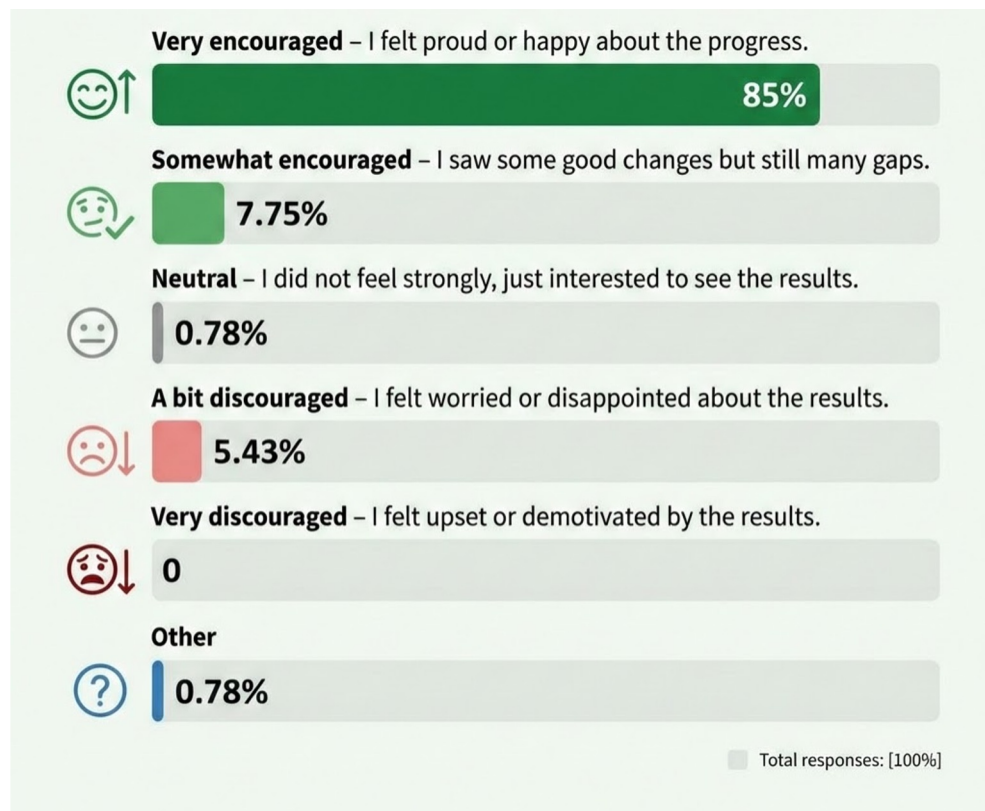 Very encouraged – I felt proud or happy about the progress.
85%
Somewhat encouraged – I saw some good changes but still many gaps.
7.75%
Neutral – I did not feel strongly, just interested to see the results.
0.78%
A bit discouraged – I felt worried or disappointed about the results.
5.43%
Very discouraged – I felt upset or demotivated by the results.
0
Other
?
0.78%
Total responses: [100%]